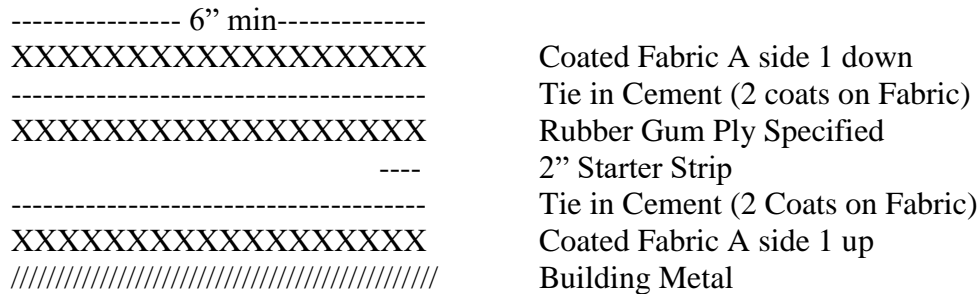 ---------------- 6” min--------------
XXXXXXXXXXXXXXXXXX Coated Fabric A side 1 down
--------------------------------------- Tie in Cement (2 coats on Fabric)
XXXXXXXXXXXXXXXXXX Rubber Gum Ply Specified
---- 2” Starter Strip
--------------------------------------- Tie in Cement (2 Coats on Fabric)
XXXXXXXXXXXXXXXXXX Coated Fabric A side 1 up
//////////////////////////////////////////////// Building Metal